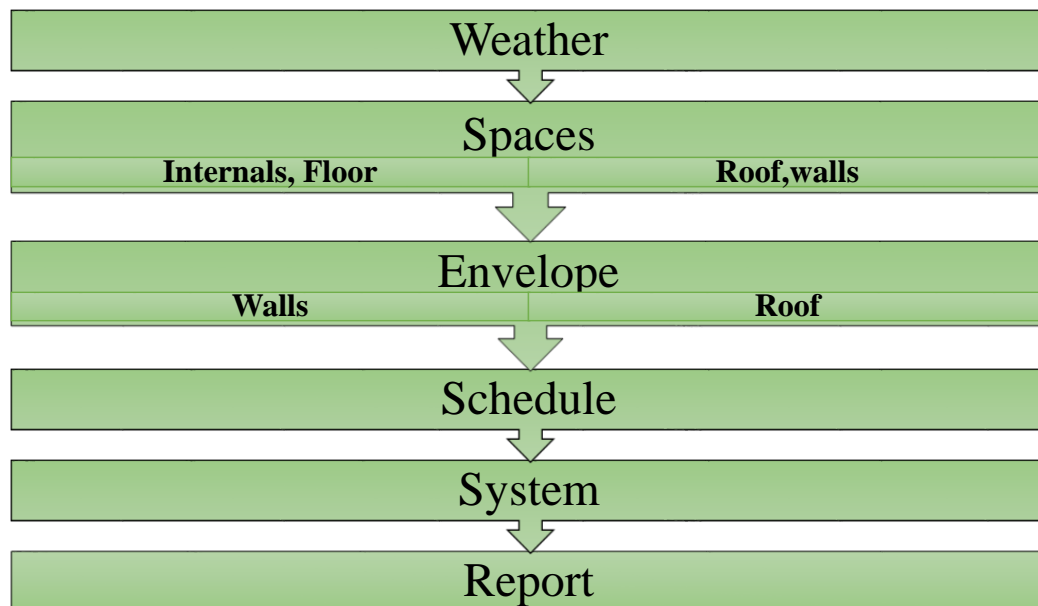 Weather
Spaces
Internals, Floor
Roof,walls
Envelope
Walls
Roof
Schedule
System
Report